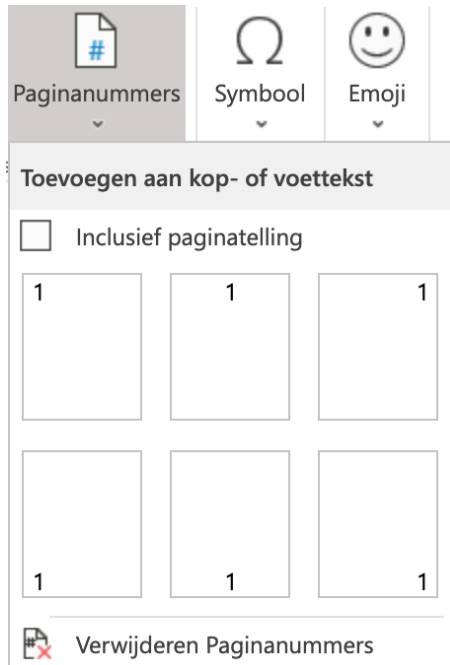 #
Ω
Paginanummers Symbool Emoji
Toevoegen aan kop- of voettekst
Inclusief paginatelling
1 1 1
1 1 1
# Verwijderen Paginanummers